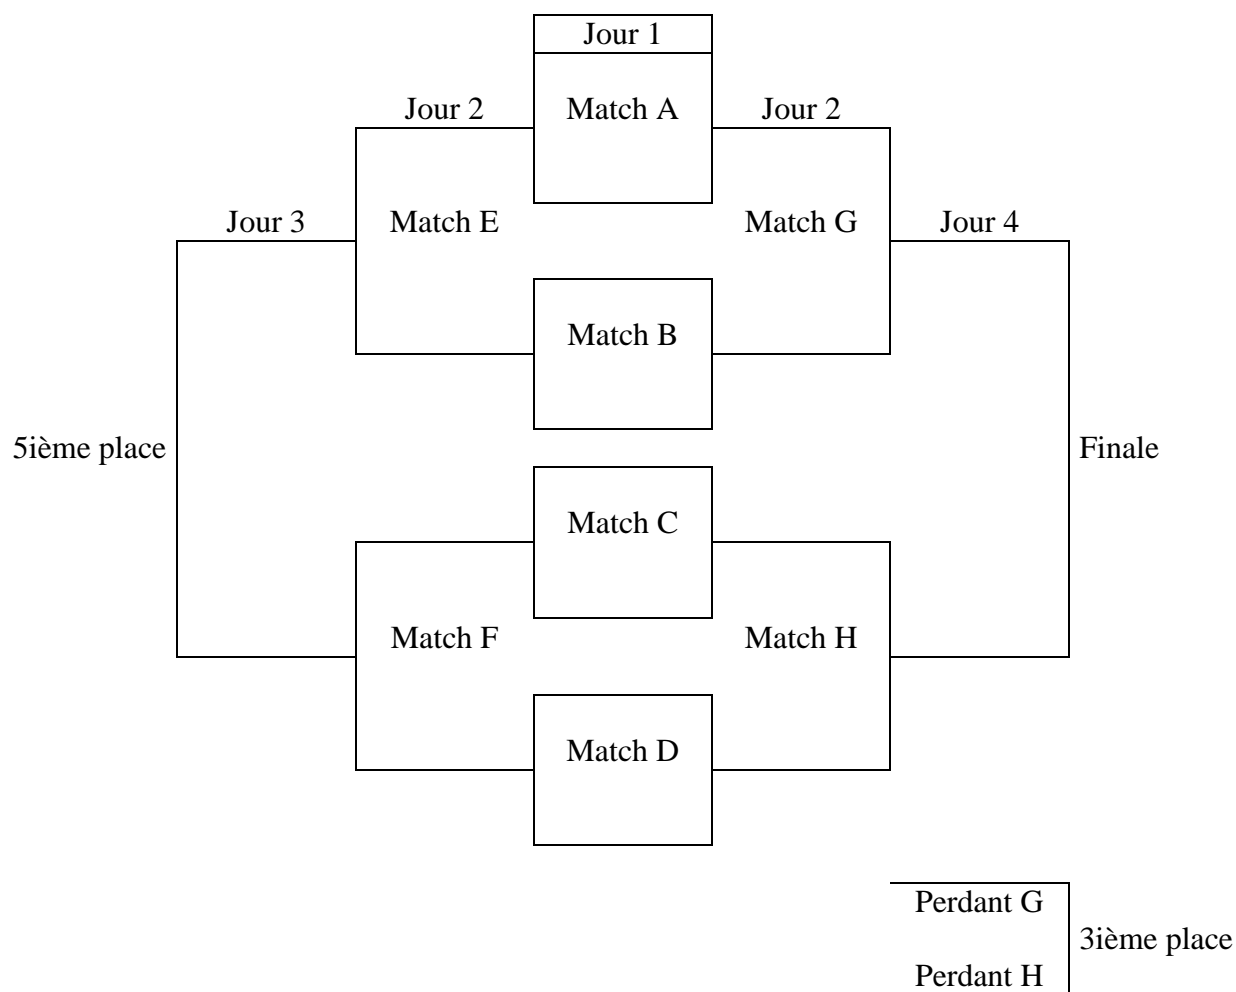 Jour 1
Jour 2
Match A
Jour 2
Jour 3
Match E
Match G
Jour 4
Match B
5ième place
Finale
Match C
Match F
Match H
Match D
Perdant G
3ième place
Perdant H